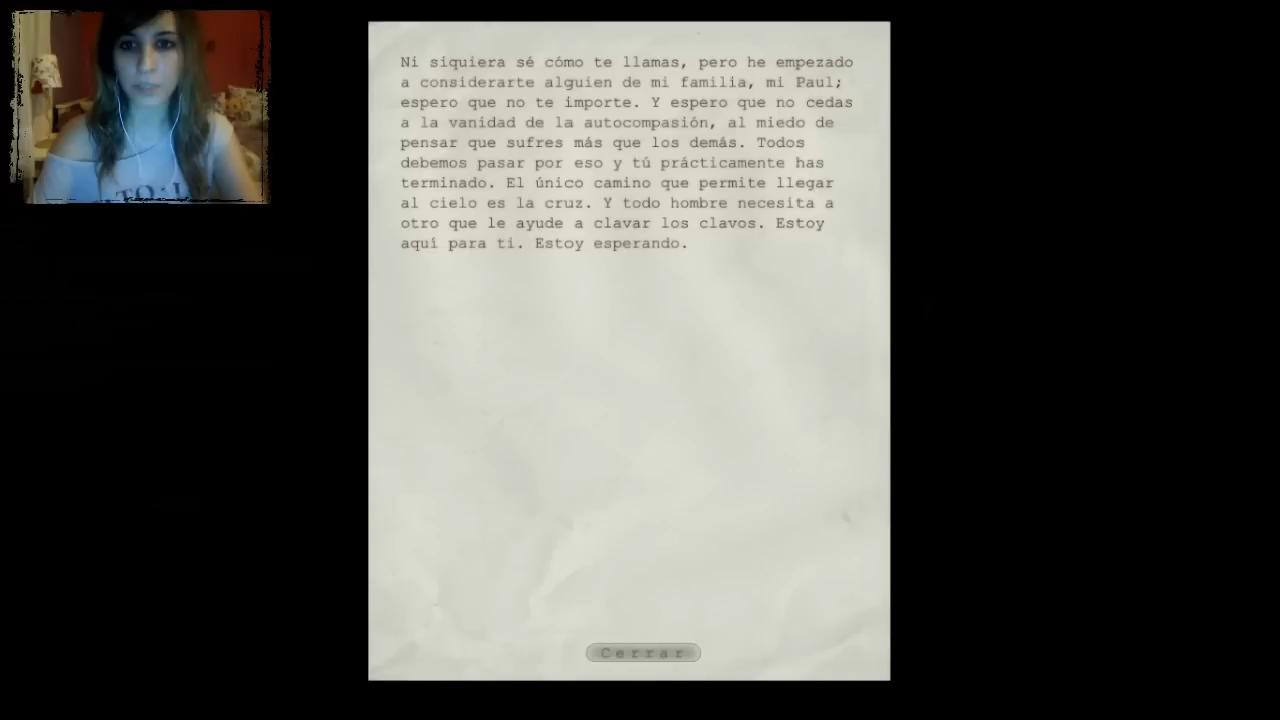 Ni siquiera sé cómo te llamas, pero he empezado
a considerarte alguien de mi familia, mi Paul;
espero que no te importe. Y espero que no cedas
a la vanidad de la autocompasión, al miedo de
pensar que sufres más que los demás. Todos
debemos pasar por eso y tú prácticamente has
terminado. El único camino que permite llegar
al cielo es la cruz. Y todo hombre necesita a
otro que le ayude a clavar los clavos. Estoy
aquí para ti. Estoy esperando.
Cerrar